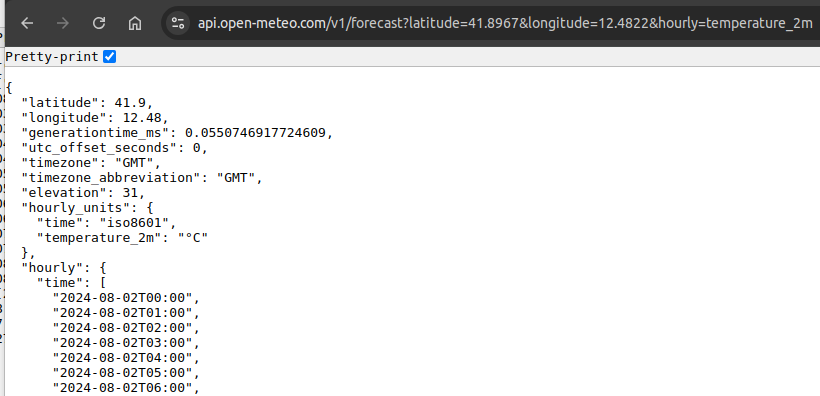 api.open-meteo.com/v1/forecast?latitude=41.8967&longitude=12.4822&hourly=temperature_2m
Pretty-print
{
"latitude": 41.9,
"longitude": 12.48,
"generationtime_ms": 0.0550746917724609,
"utc_offset_seconds": 0,
"timezone": "GMT",
"timezone_abbreviation": "GMT",
"elevation": 31,
"hourly_units": {
"time": "iso8601",
"temperature_2m": "°C"
},
"hourly": {
"time": [
"2024-08-02T00:00",
"2024-08-02T01:00",
"2024-08-02T02:00",
"2024-08-02T03:00",
"2024-08-02T04:00",
"2024-08-02T05:00",
"2024-08-02T06:00",